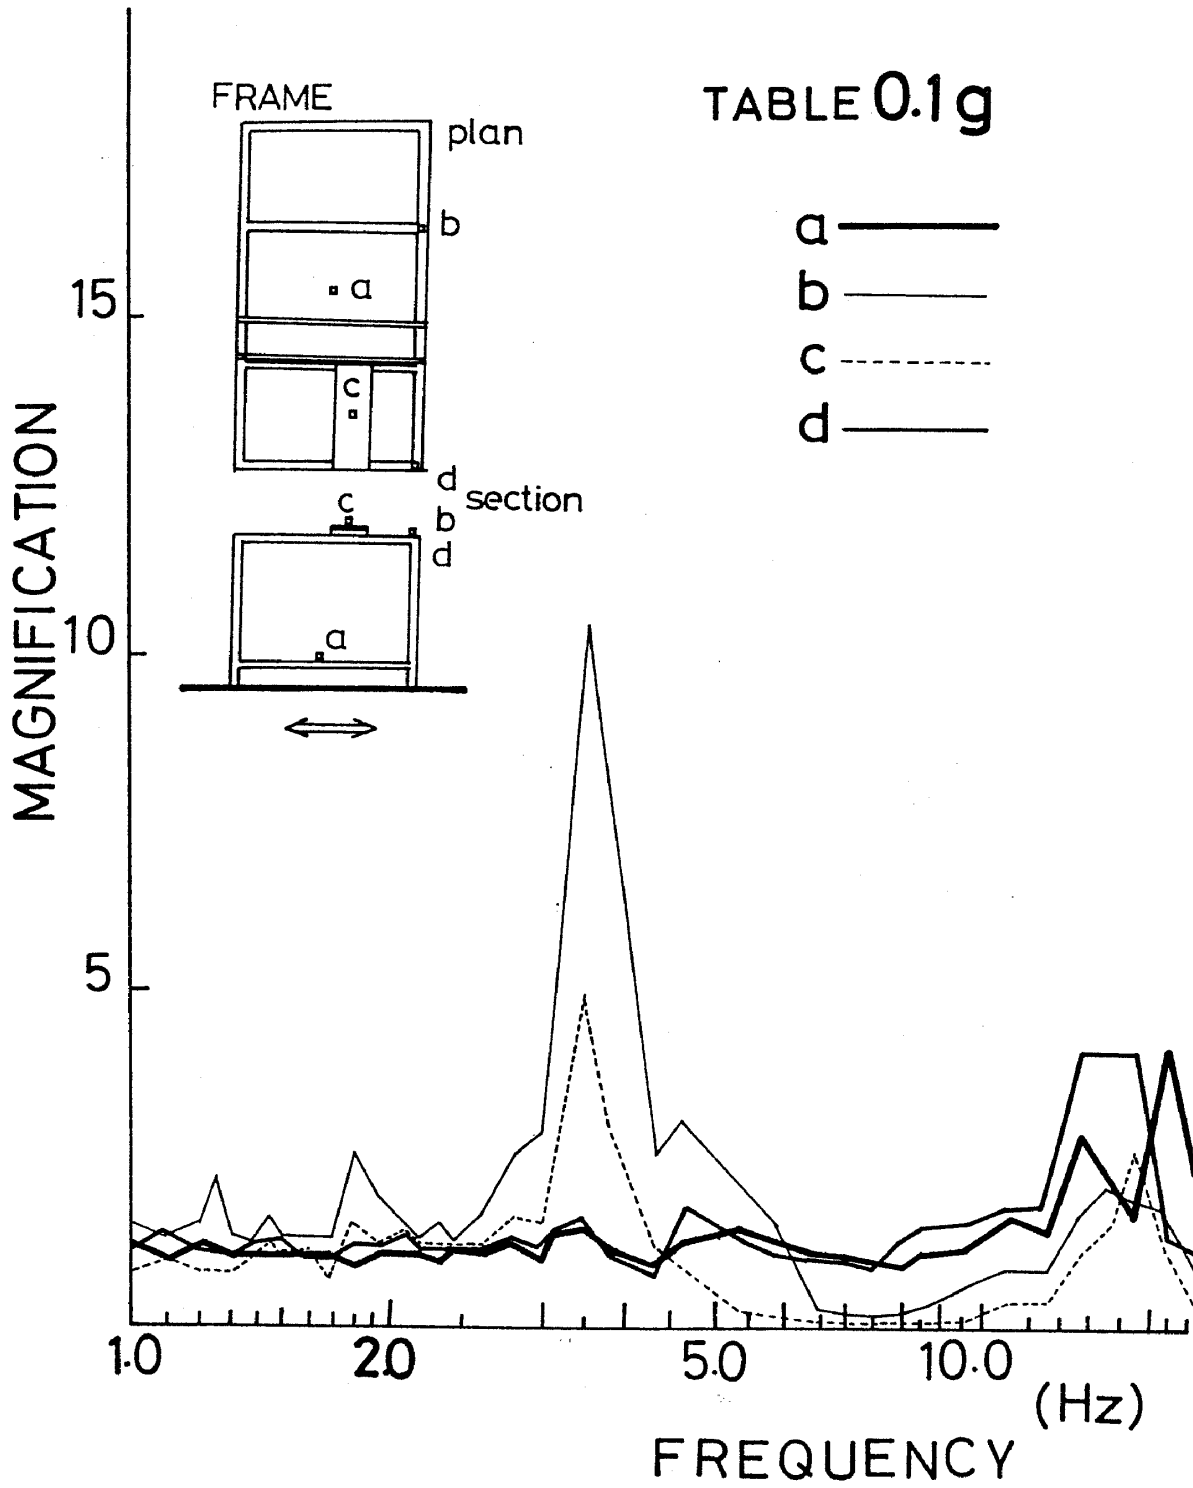 FRAME
plan
b
a
c
d
section
c
b
d
a
TABLE 0.1g
a
b
c
d
MAGNIFICATION
15
10
5
1.0
2.0
5.0
10.0
(Hz)
FREQUENCY